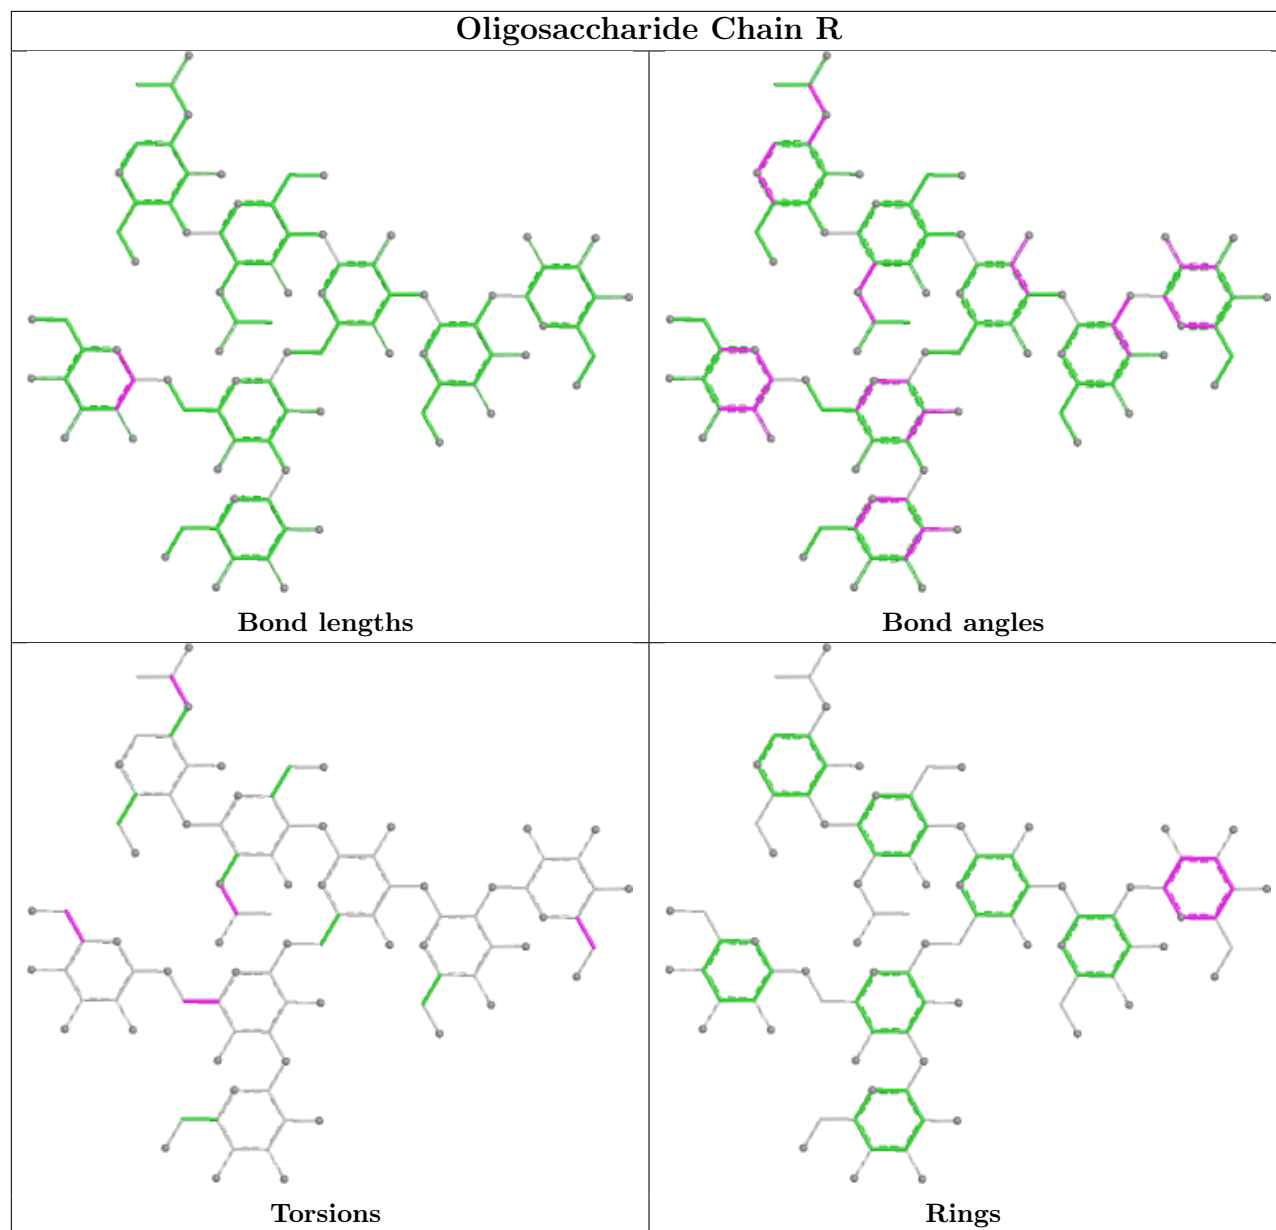 Oligosaccharide Chain R
Bond lengths
Bond angles
Torsions
Rings